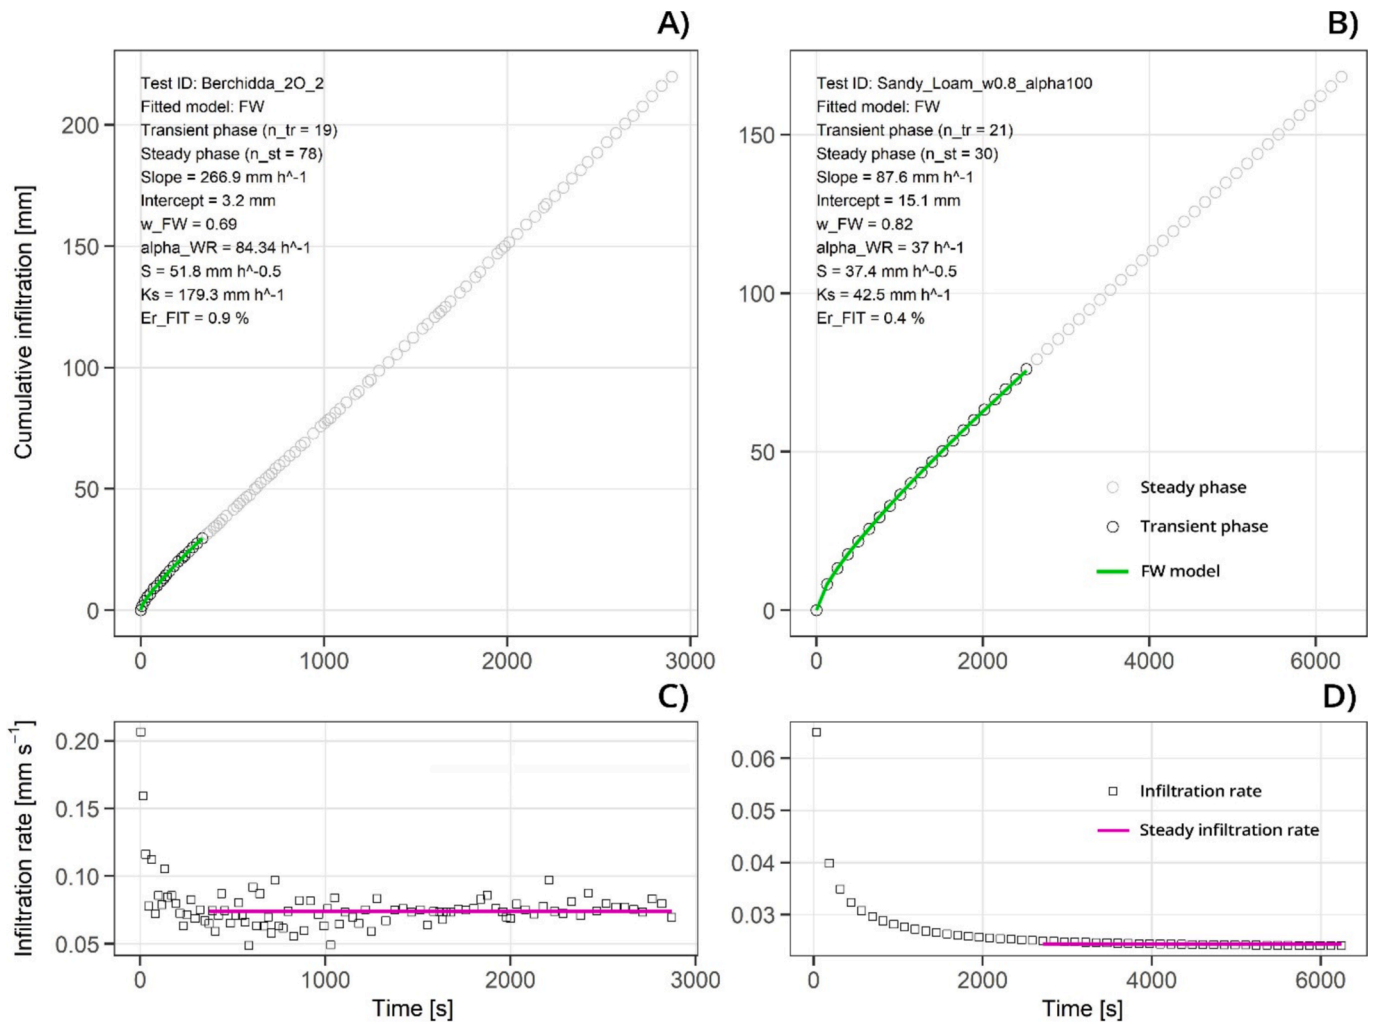 A)
Test ID: Berchidda_2O_2
Fitted model: FW
Transient phase (n_tr = 19)
Steady phase (n_st = 78)
Slope = 266.9 mm h^-1
Intercept = 3.2 mm
w_FW = 0.69
alpha_WR = 84.34 h^-1
S = 51.8 mm h^-0.5
Ks = 179.3 mm h^-1
Er_FIT = 0.9 %
Cumulative infiltration [mm]
200
150
100
50
0
0 1000 2000 3000
B)
Test ID: Sandy_Loam_w0.8_alpha100
Fitted model: FW
Transient phase (n_tr = 21)
Steady phase (n_st = 30)
Slope = 87.6 mm h^-1
Intercept = 15.1 mm
w_FW = 0.82
alpha_WR = 37 h^-1
S = 37.4 mm h^-0.5
Ks = 42.5 mm h^-1
Er_FIT = 0.4 %
150
100
50
0
Steady phase
Transient phase
FW model
0 2000 4000 6000
C)
Infiltration rate [mm s⁻¹]
0.20
0.15
0.10
0.05
0 1000 2000 3000
Time [s]
D)
0.06
0.05
0.04
0.03
Infiltration rate
Steady infiltration rate
0 2000 4000 6000
Time [s]